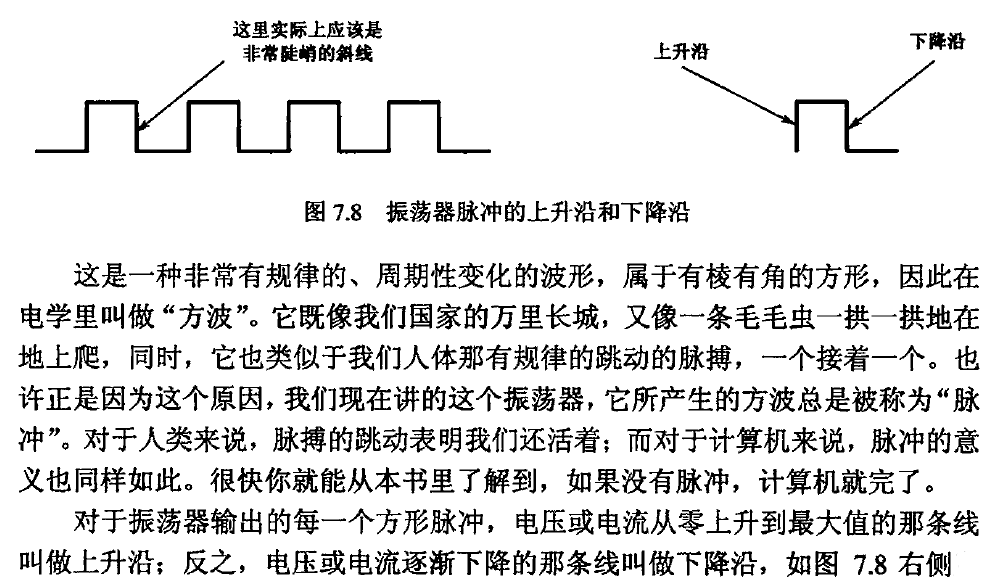 这里实际上应该是
非常陡峭的斜线
上升沿
下降沿
图 7.8 振荡器脉冲的上升沿和下降沿
这是一种非常有规律的、周期性变化的波形，属于有棱有角的方形，因此在
电学里叫做“方波”。它既像我们国家的万里长城，又像一条毛毛虫一拱一拱地在
地上爬，同时，它也类似于我们人体那有规律的跳动的脉搏，一个接着一个。也
许正是因为这个原因，我们现在讲的这个振荡器，它所产生的方波总是被称为“脉
冲”。对于人类来说，脉搏的跳动表明我们还活着；而对于计算机来说，脉冲的意
义也同样如此。很快你就能从本书里了解到，如果没有脉冲，计算机就完了。
对于振荡器输出的每一个方形脉冲，电压或电流从零上升到最大值的那条线
叫做上升沿；反之，电压或电流逐渐下降的那条线叫做下降沿，如图 7.8 右侧